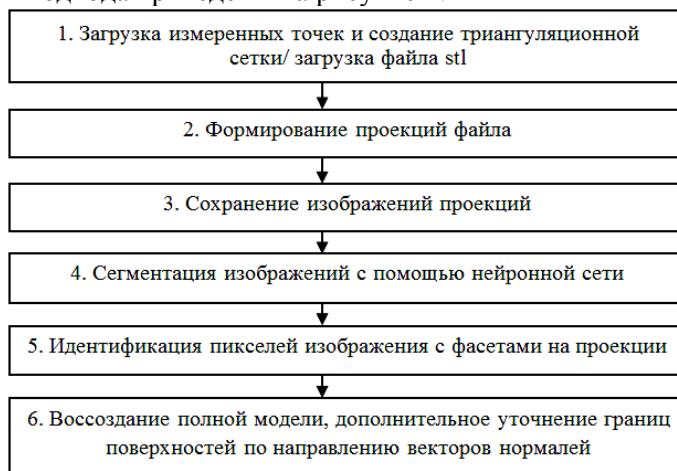 1. Загрузка измеренных точек и создание триангуляционной
сетки/ загрузка файла stl
2. Формирование проекций файла
3. Сохранение изображений проекций
4. Сегментация изображений с помощью нейронной сети
5. Идентификация пикселей изображения с фасетами на проекции
6. Воссоздание полной модели, дополнительное уточнение границ
поверхностей по направлению векторов нормалей